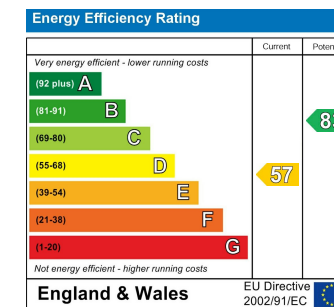 Energy Efficiency Rating
Current
Very energy efficient - lower running costs
(92 plus) A
(81-91) B
(69-80) C
(55-68) D
57
(39-54) E
(21-38) F
(1-20) G
Not energy efficient - higher running costs
England & Wales
EU Directive
2002/91/EC